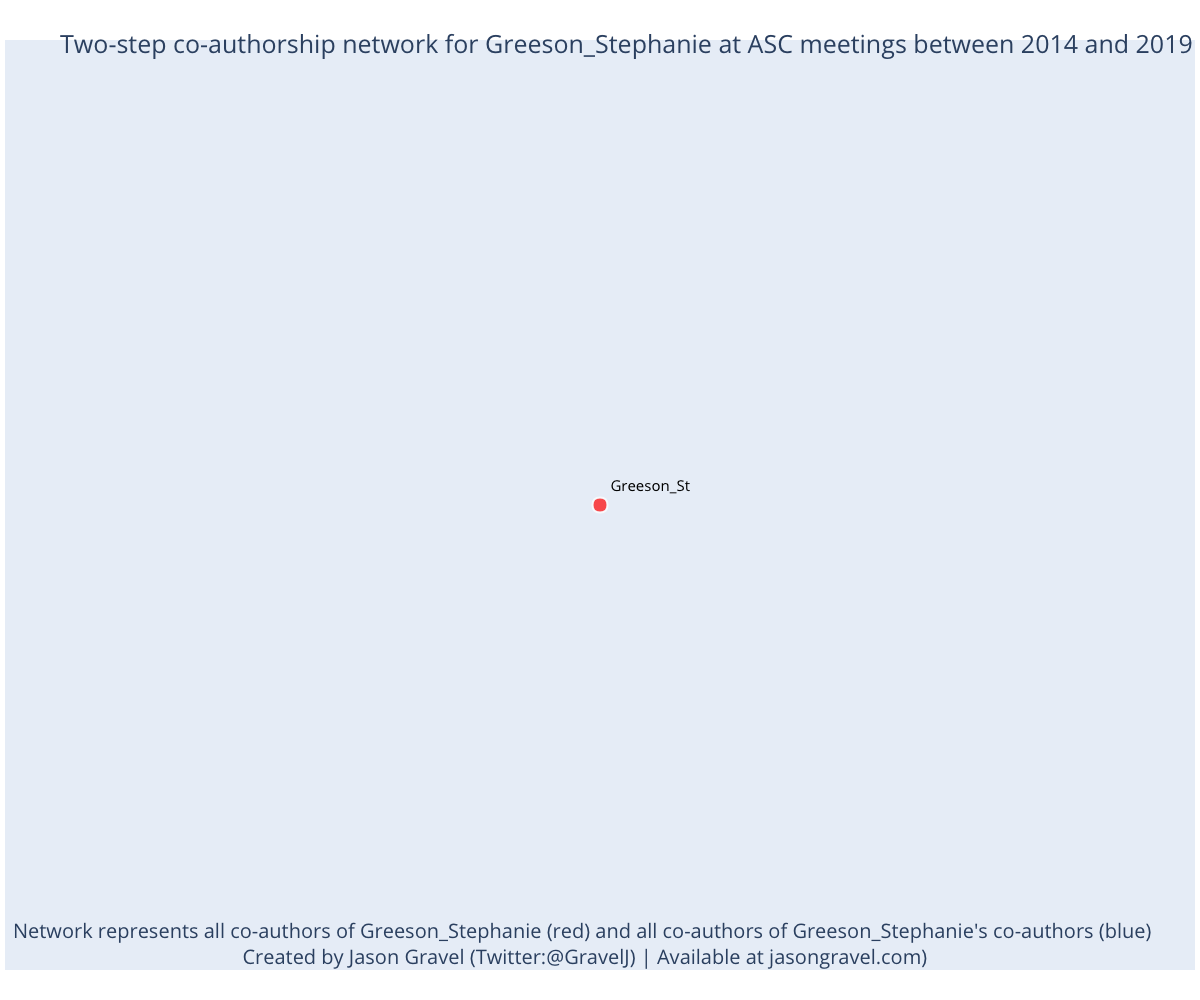 Two-step co-authorship network for Greeson_Stephanie at ASC meetings between 2014 and 2019
Greeson_St
Network represents all co-authors of Greeson_Stephanie (red) and all co-authors of Greeson_Stephanie's co-authors (blue)
Created by Jason Gravel (Twitter:@GravelJ) | Available at jasongravel.com)